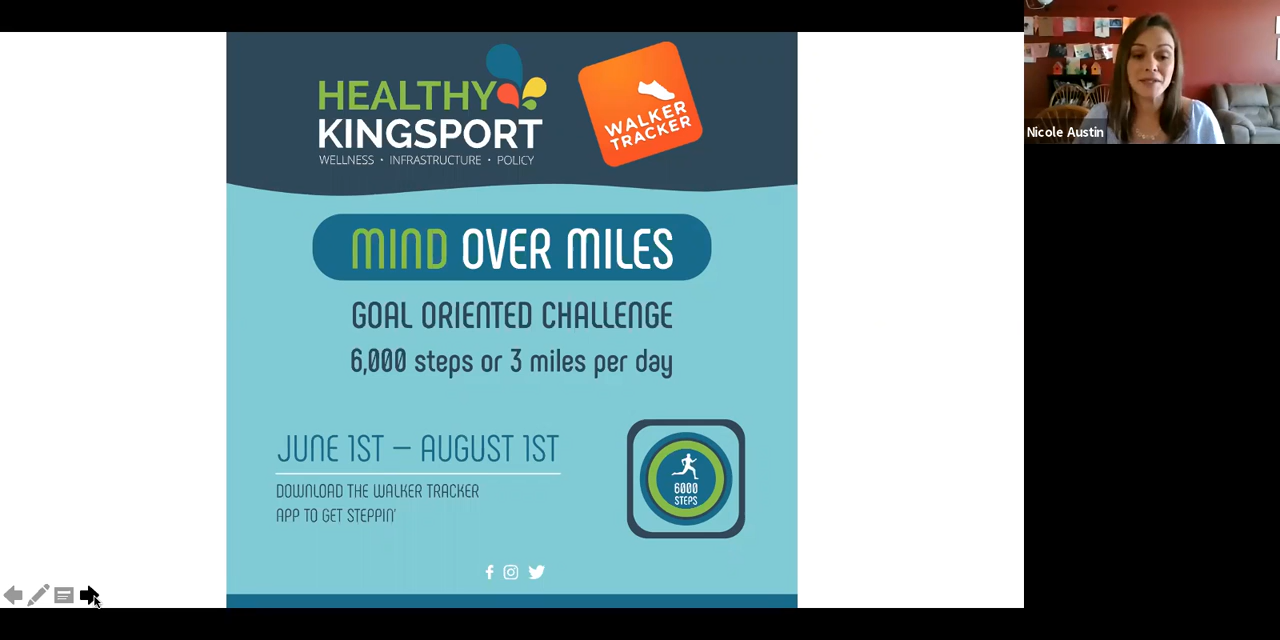 HEALTHY
KINGSPORT
WELLNESS • INFRASTRUCTURE • POLICY
WALKER
TRACKER
MIND OVER MILES
GOAL ORIENTED CHALLENGE
6,000 steps or 3 miles per day
JUNE 1ST – AUGUST 1ST
DOWNLOAD THE WALKER TRACKER
APP TO GET STEPPIN'
6000
STEPS
Nicole Austin